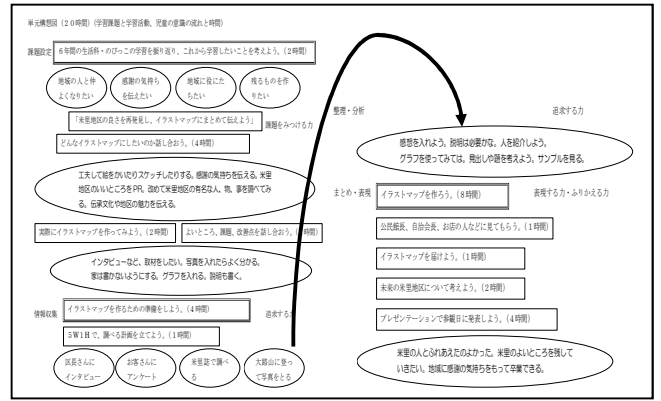 単元構想図(20時間)(学習課題と学習活動、児童の意識の流れと時間)
課題設定
6年間の生活科・のびっこの学習を振り返り、これから学習したいことを考えよう。(2時間)
地域の人と仲
よくなりたい
感謝の気持ち
を伝えたい
地域に役にた
ちたい
残るものを作
りたい
「米里地区の良さを再発見し、イラストマップにまとめて伝えよう」
課題をみつける力
どんなイラストマップにしたいのか話し合おう。(4時間)
工夫して絵をかいたりスケッチしたりする。感謝の気持ちを伝える。米里
地区のいいところをPR。改めて米里地区の有名な人。物、事を調べてみ
る。伝承文化や地区の魅力を伝える。
実際にイラストマップを作ってみよう。(2時間)
よいところ、課題、改善点を話し合おう。(
時間)
インタビューなど、取材をしたい。写真を入れたらよく分かる。
家は書かないようにする。グラフを入れる。説明も書く。
情報収集
イラストマップを作るための準備をしよう。(4時間)
追求する力
5W1Hで、調べる計画を立てよう。(1時間)
区長さんに
インタビュー
お客さんに
アンケート
米里誌で調べ
る
大路山に登っ
て写真をとる
整理・分析
追求する力
感想を入れよう。説明は必要かな。人を紹介しよう。
グラフを使ってみては。見出しや題を考えよう。サンプルを見る。
まとめ・表現
イラストマップを作ろう。(8時間)
表現する力・ふりかえる力
公民館長、自治会長、お店の人などに見てもらう。(1時間)
イラストマップを届けよう。(1時間)
未来の米里地区について考えよう。(2時間)
プレゼンテーションで参観日に発表しよう。(4時間)
米里の人とふれあえたのよかった。米里のよいところを残して
いきたい。地域に感謝の気持ちをもって卒業できる。